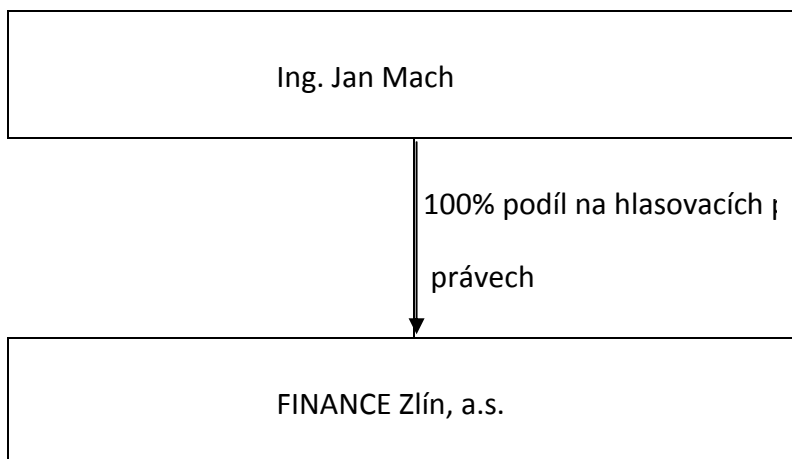 Ing. Jan Mach
100% podíl na hlasovacích
právech
FINANCE Zlín, a.s.